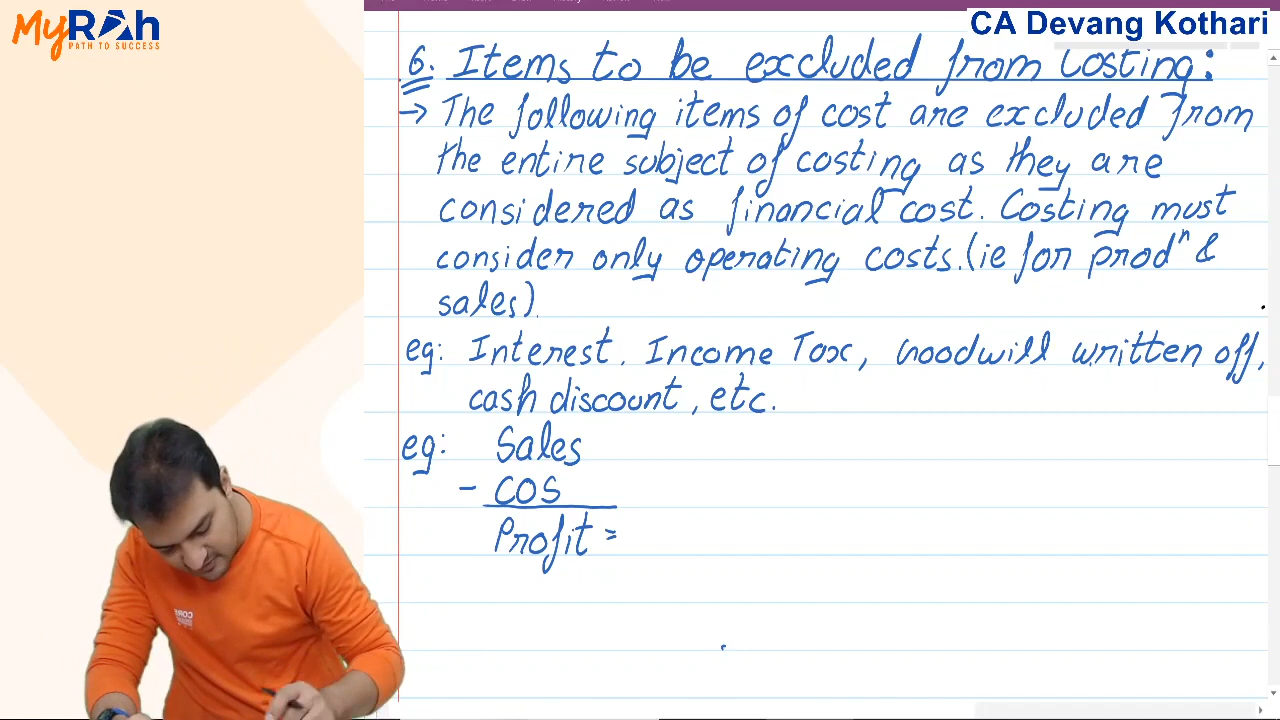 MyRAh
PATH TO SUCCESS
CA Devang Kothari
6. Items to be excluded from Costing:
→ The following items of cost are excluded from
the entire subject of costing as they are
considered as financial cost. Costing must
consider only operating costs.(ie for prodⁿ &
sales).
eg: Interest. Income Tax, Goodwill written off,
cash discount, etc.
eg: Sales
- COS
Profit =